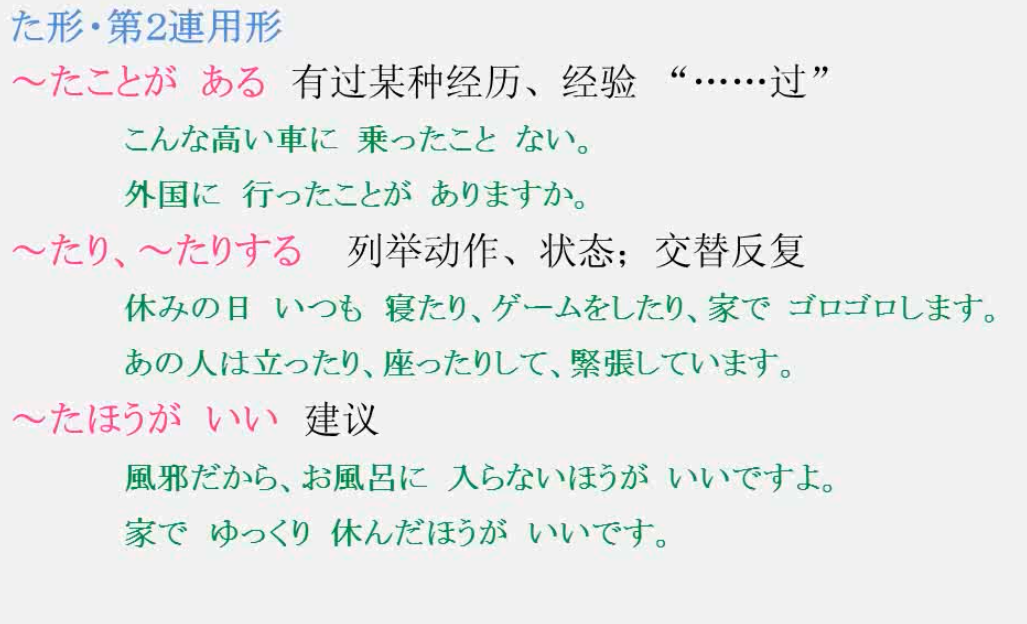 た形・第2連用形
～たことが ある 有过某种经历、经验 “……过”
こんな高い車に 乗ったこと ない。
外国に 行ったことが ありますか。
～たり、～たりする 列举动作、状态；交替反复
休みの日 いつも 寝たり、ゲームをしたり、家で ゴロゴロします。
あの人は立ったり、座ったりして、緊張しています。
～たほうが いい 建议
風邪だから、お風呂に 入らないほうが いいですよ。
家で ゆっくり 休んだほうが いいです。